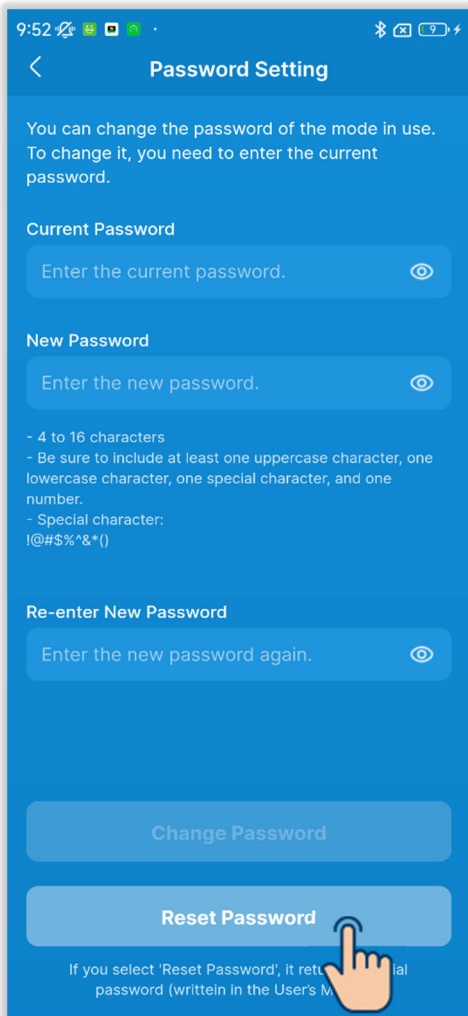 9:52
9
Password Setting
You can change the password of the mode in use.
To change it, you need to enter the current
password.
Current Password
Enter the current password.
New Password
Enter the new password.
- 4 to 16 characters
- Be sure to include at least one uppercase character, one
lowercase character, one special character, and one
number.
- Special character:
!@#$%^&*()
Re-enter New Password
Enter the new password again.
Change Password
Reset Password
If you select 'Reset Password', it
password (writtein in the User's